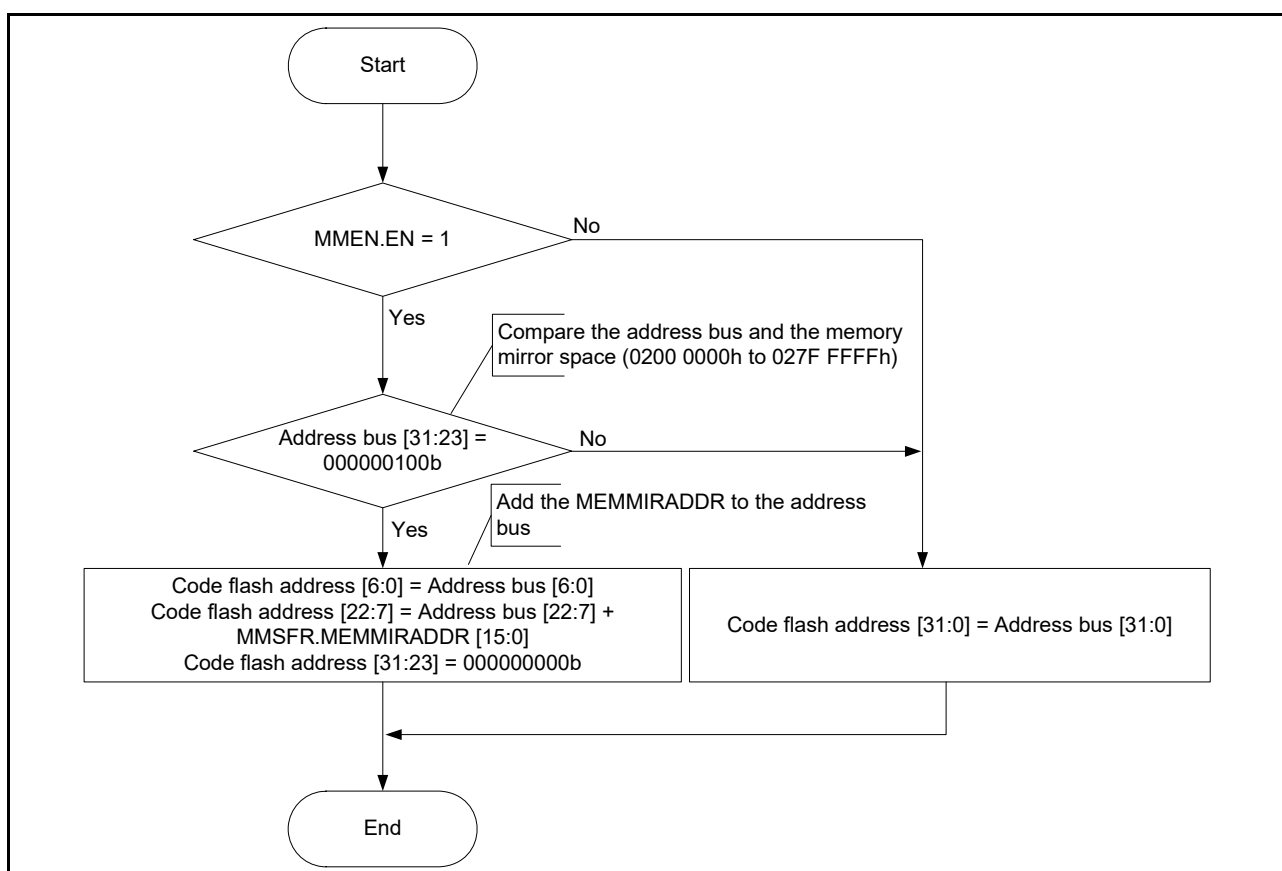 Start
MMEN.EN = 1
No
Yes
Compare the address bus and the memory
mirror space (0200 0000h to 027F FFFFh)
Address bus [31:23] =
000000100b
No
Yes
Add the MEMMIRADDR to the address
bus
Code flash address [6:0] = Address bus [6:0]
Code flash address [22:7] = Address bus [22:7] +
MMSFR.MEMMIRADDR [15:0]
Code flash address [31:23] = 000000000b
Code flash address [31:0] = Address bus [31:0]
End